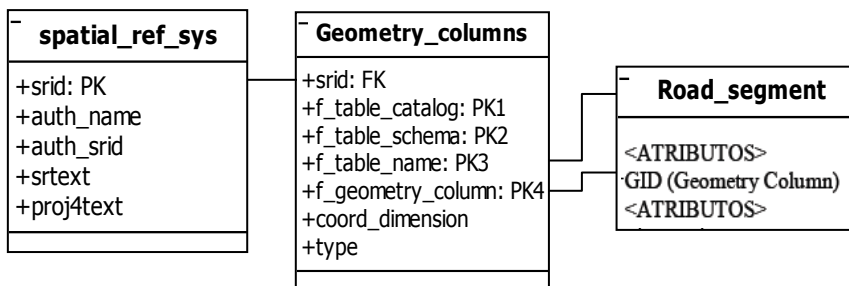 spatial_ref_sys
+srid: PK
+auth_name
+auth_srid
+srtext
+proj4text
Geometry_columns
+srid: FK
+f_table_catalog: PK1
+f_table_schema: PK2
+f_table_name: PK3
+f_geometry_column: PK4
+coord_dimension
+type
Road_segment
<ATRIBUTOS>
GID (Geometry Column)
<ATRIBUTOS>